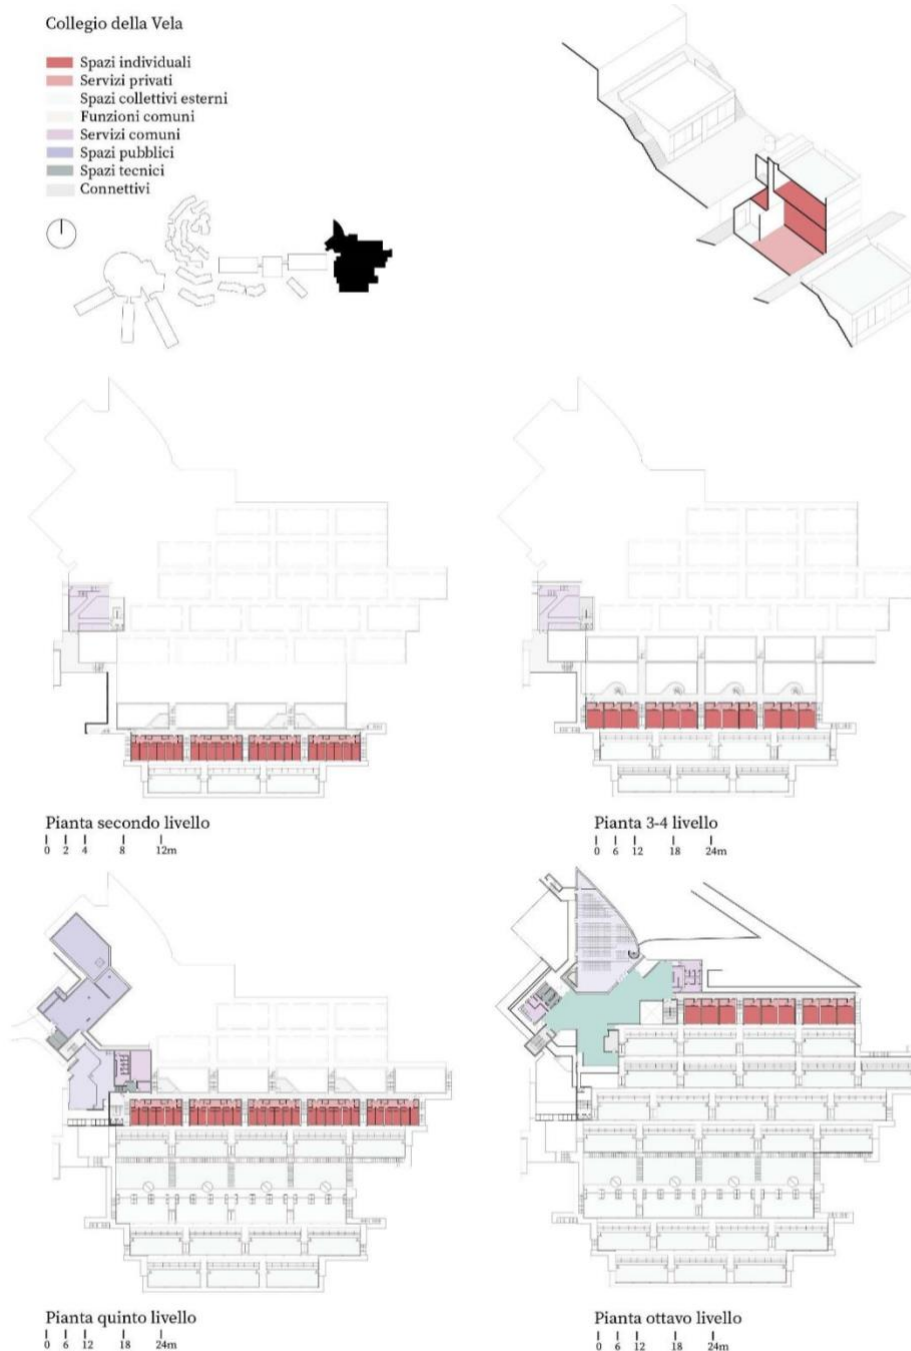 Collegio della Vela
Spazi individuali
Servizi privati
Spazi collettivi esterni
Funzioni comuni
Servizi comuni
Spazi pubblici
Spazi tecnici
Connettivi
Pianta secondo livello
0 2 4 8 12m
Pianta 3-4 livello
0 6 12 18 24m
Pianta quinto livello
0 6 12 18 24m
Pianta ottavo livello
0 6 12 18 24m